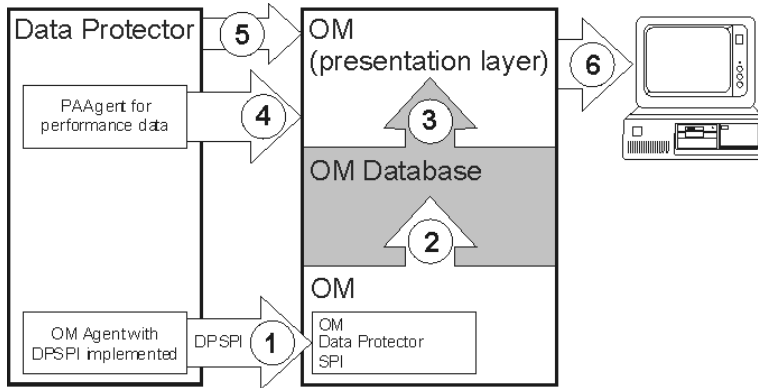 Data Protector
5
OM
(presentation layer)
6
PAAgent for
performance data
4
3
OM Database
2
OM
OM Agent with
DPSPI implemented
DPSPI
1
OM
Data Protector
SPI